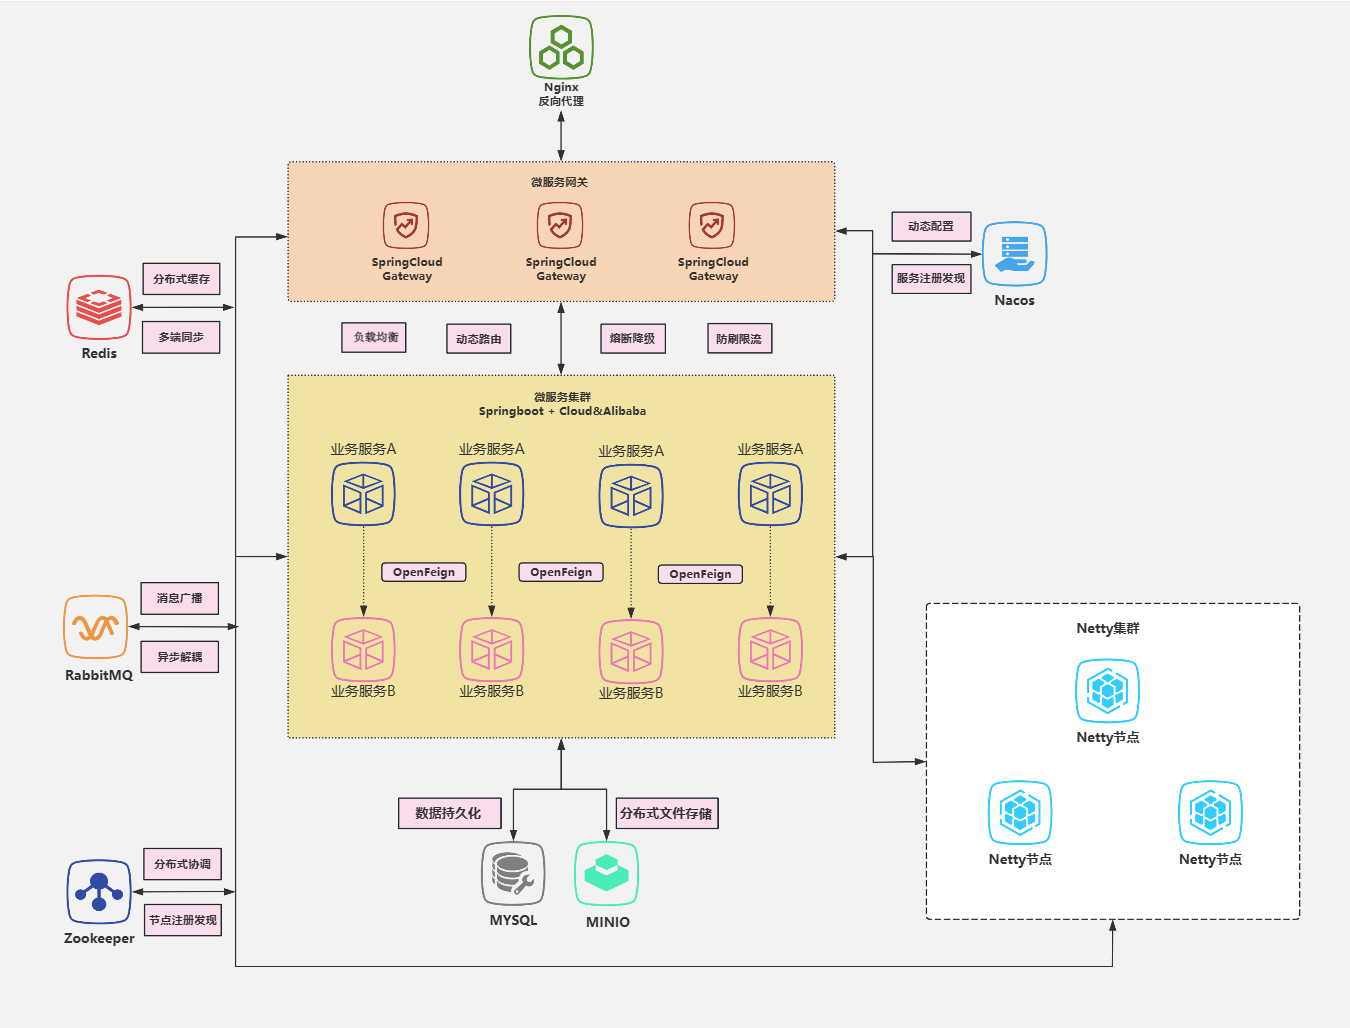 Nginx
反向代理
微服务网关
SpringCloud
Gateway
SpringCloud
Gateway
SpringCloud
Gateway
动态配置
服务注册发现
Nacos
分布式缓存
多端同步
Redis
负载均衡
动态路由
熔断降级
防刷限流
微服务集群
Springboot + Cloud&Alibaba
业务服务A
业务服务A
业务服务A
业务服务A
OpenFeign
OpenFeign
OpenFeign
业务服务B
业务服务B
业务服务B
业务服务B
消息广播
异步解耦
RabbitMQ
Netty集群
Netty节点
Netty节点
Netty节点
数据持久化
分布式文件存储
MYSQL
MINIO
分布式协调
节点注册发现
Zookeeper